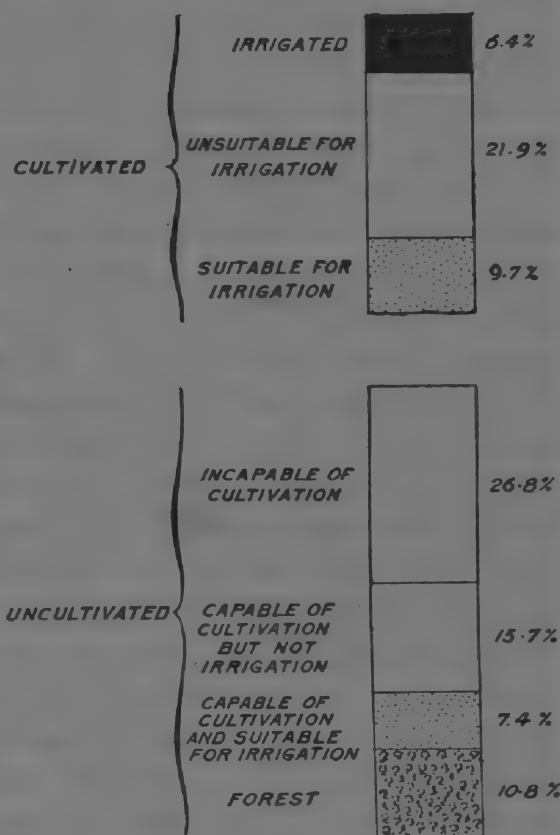 IRRIGATED
6.4%
UNSUITABLE FOR
IRRIGATION
21.9%
CULTIVATED
SUITABLE FOR
IRRIGATION
9.7%
INCAPABLE OF
CULTIVATION
26.8%
UNCULTIVATED
CAPABLE OF
CULTIVATION
BUT NOT
IRRIGATION
15.7%
CAPABLE OF
CULTIVATION
AND SUITABLE
FOR IRRIGATION
7.4%
FOREST
10.8%